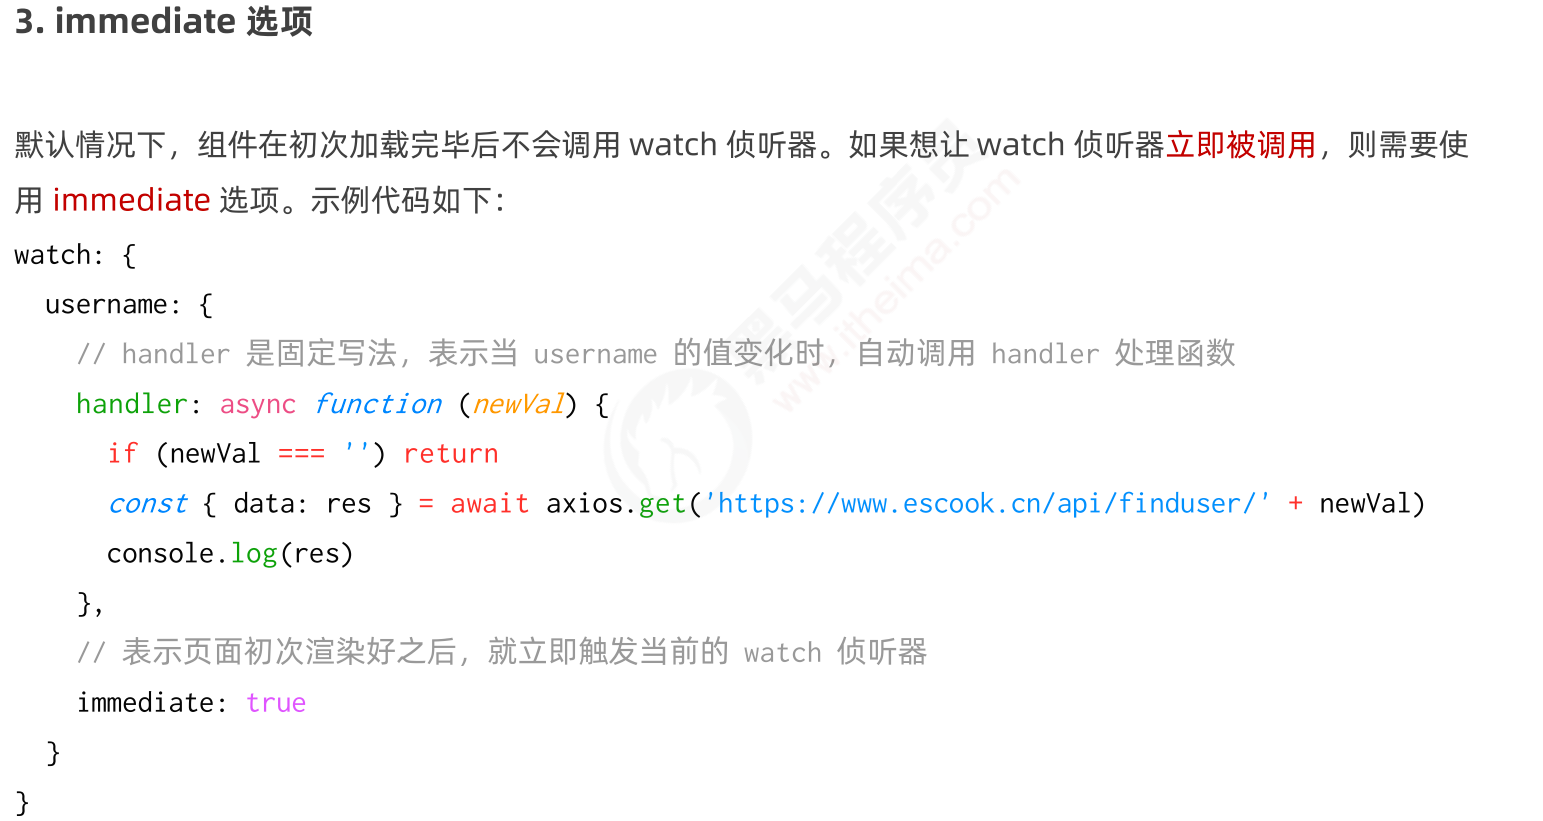 3. immediate 选项
默认情况下，组件在初次加载完毕后不会调用 watch 侦听器。如果想让 watch 侦听器立即被调用，则需要使
用 immediate 选项。示例代码如下：
watch: {
  username: {
    // handler 是固定写法，表示当 username 的值变化时，自动调用 handler 处理函数
    handler: async function (newVal) {
      if (newVal === '') return
      const { data: res } = await axios.get('https://www.escook.cn/api/finduser/' + newVal)
      console.log(res)
    },
    // 表示页面初次渲染好之后，就立即触发当前的 watch 侦听器
    immediate: true
  }
}
黑马程序员
www.itheima.com